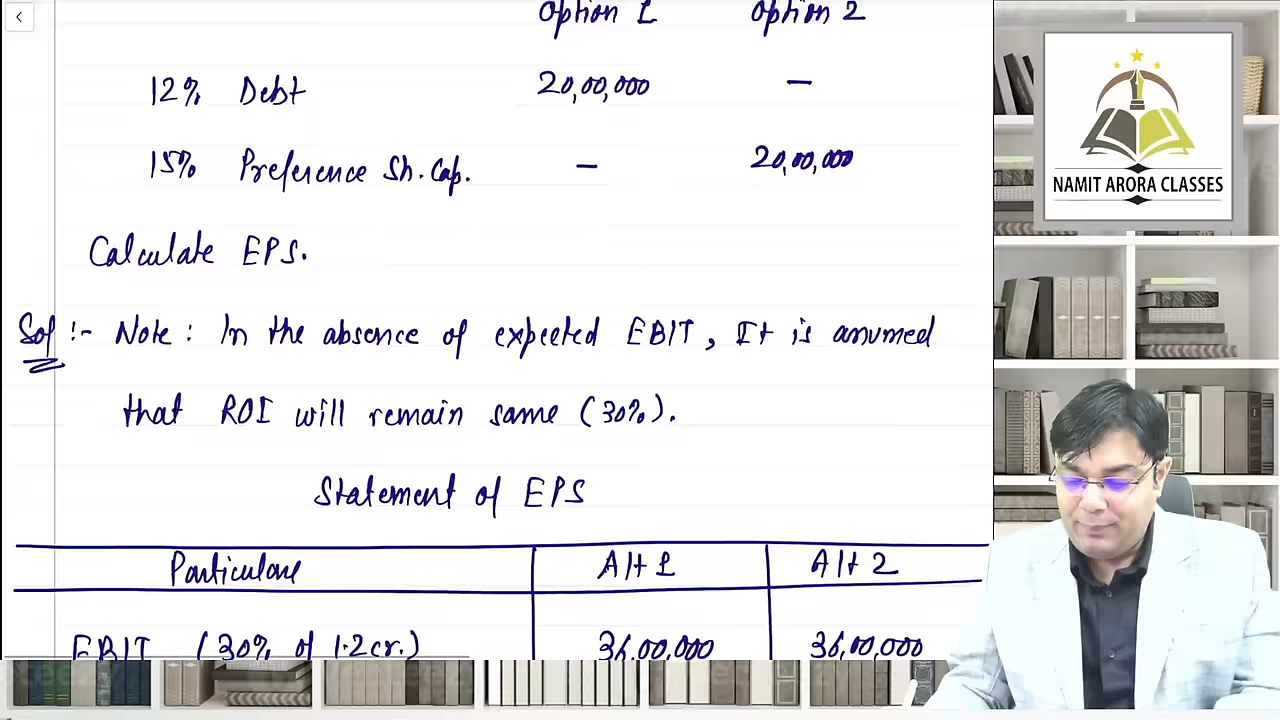 Option 1 Option 2
12% Debt 20,00,000 —
15% Preference Sh. Cap. — 20,00,000
Calculate EPS.
Sol :- Note : In the absence of expected EBIT, It is assumed
that ROI will remain same (30%).
Statement of EPS
Particulars Alt 1 Alt 2
EBIT (30% of 1.2 cr.) 36,00,000 36,00,000
NAMIT ARORA CLASSES